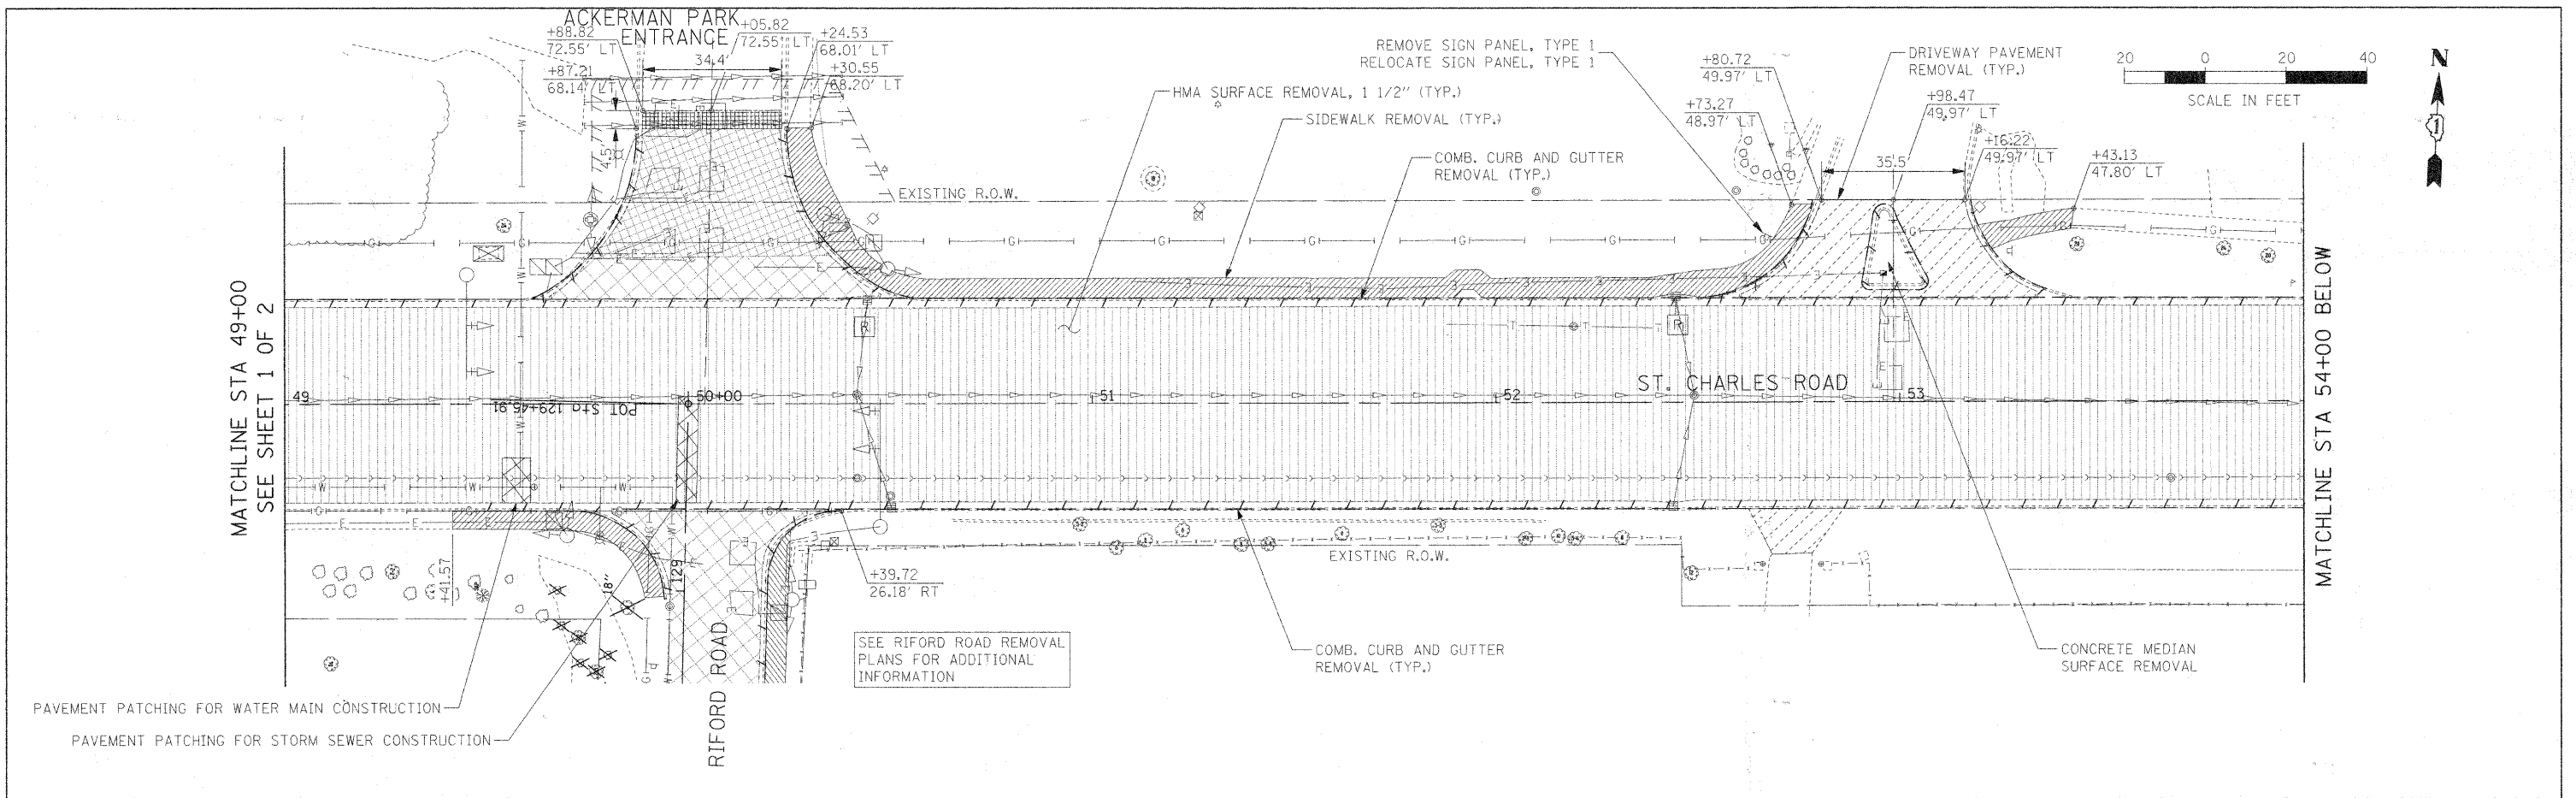 ACKERMAN PARK
ENTRANCE
+88.82
72.55' LT
+05.82
72.55' LT
+24.53
68.01' LT
+87.21
68.14' LT
34.4'
+30.55
68.20' LT
4.5'
HMA SURFACE REMOVAL, 1 1/2" (TYP.)
SIDEWALK REMOVAL (TYP.)
COMB. CURB AND GUTTER
REMOVAL (TYP.)
REMOVE SIGN PANEL, TYPE 1
RELOCATE SIGN PANEL, TYPE 1
+80.72
49.97' LT
+73.27
48.97' LT
DRIVEWAY PAVEMENT
REMOVAL (TYP.)
+98.47
49.97' LT
35.5'
+16.22
49.97' LT
+43.13
47.80' LT
20 0 20 40
SCALE IN FEET
N
EXISTING R.O.W.
MATCHLINE STA 49+00
SEE SHEET 1 OF 2
49
POT Sta 129+45.91
50+00
51
52
53
ST. CHARLES ROAD
MATCHLINE STA 54+00 BELOW
EXISTING R.O.W.
+41.57
18"
129
RIFORD ROAD
+39.72
26.18' RT
SEE RIFORD ROAD REMOVAL
PLANS FOR ADDITIONAL
INFORMATION
COMB. CURB AND GUTTER
REMOVAL (TYP.)
CONCRETE MEDIAN
SURFACE REMOVAL
PAVEMENT PATCHING FOR WATER MAIN CONSTRUCTION
PAVEMENT PATCHING FOR STORM SEWER CONSTRUCTION